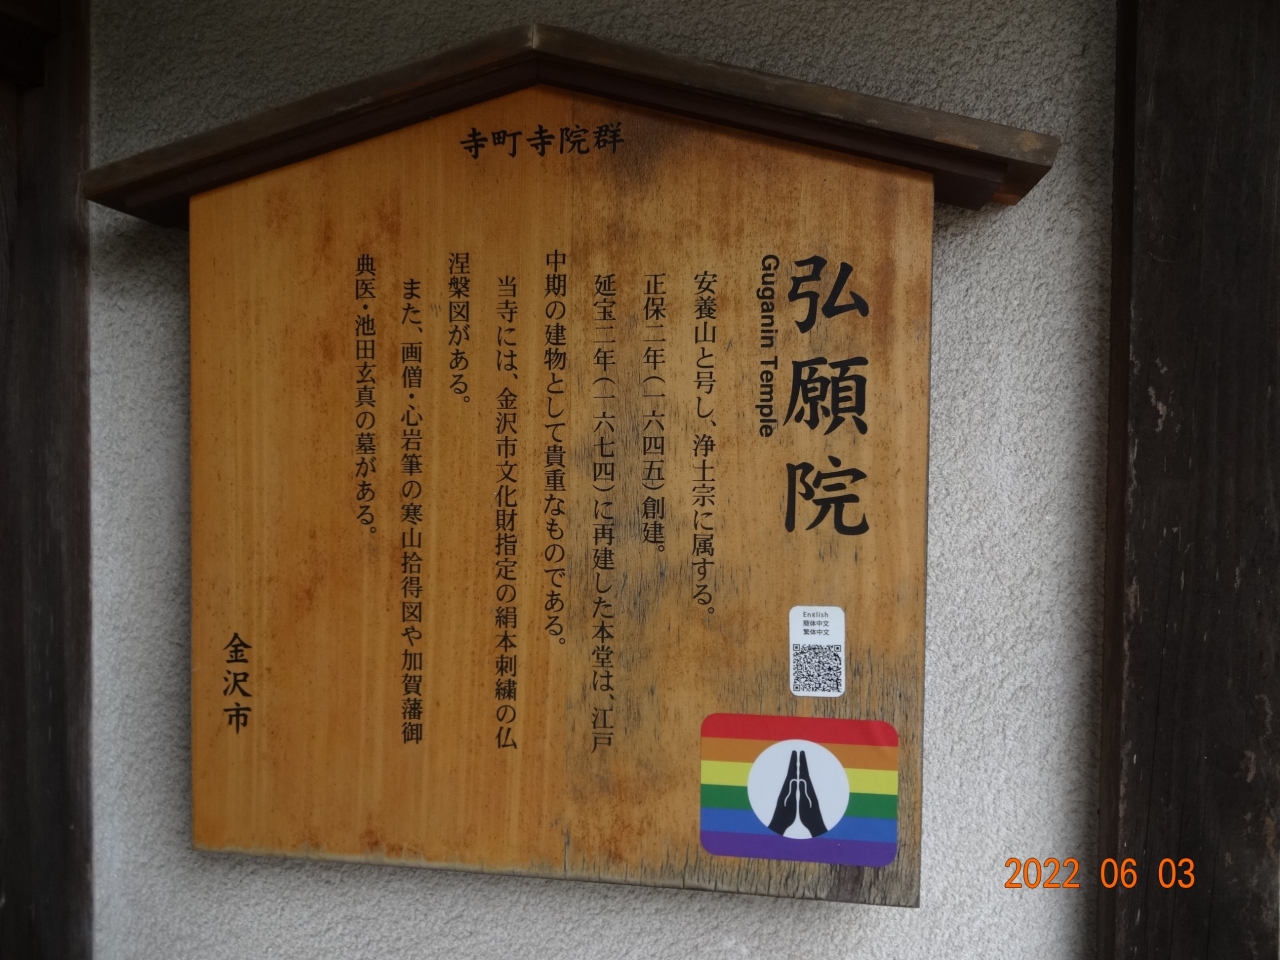 寺町寺院群
弘願院
Guganin Temple
安養山と号し、浄土宗に属する。
正保二年(一六四五)創建。
延宝二年(一六七四)に再建した本堂は、江戸
中期の建物として貴重なものである。
当寺には、金沢市文化財指定の絹本刺繍の仏
涅槃図がある。
また、画僧・心岩筆の寒山拾得図や加賀藩御
典医・池田玄真の墓がある。
金沢市
English
簡体中文
繁体中文
2022 06 03